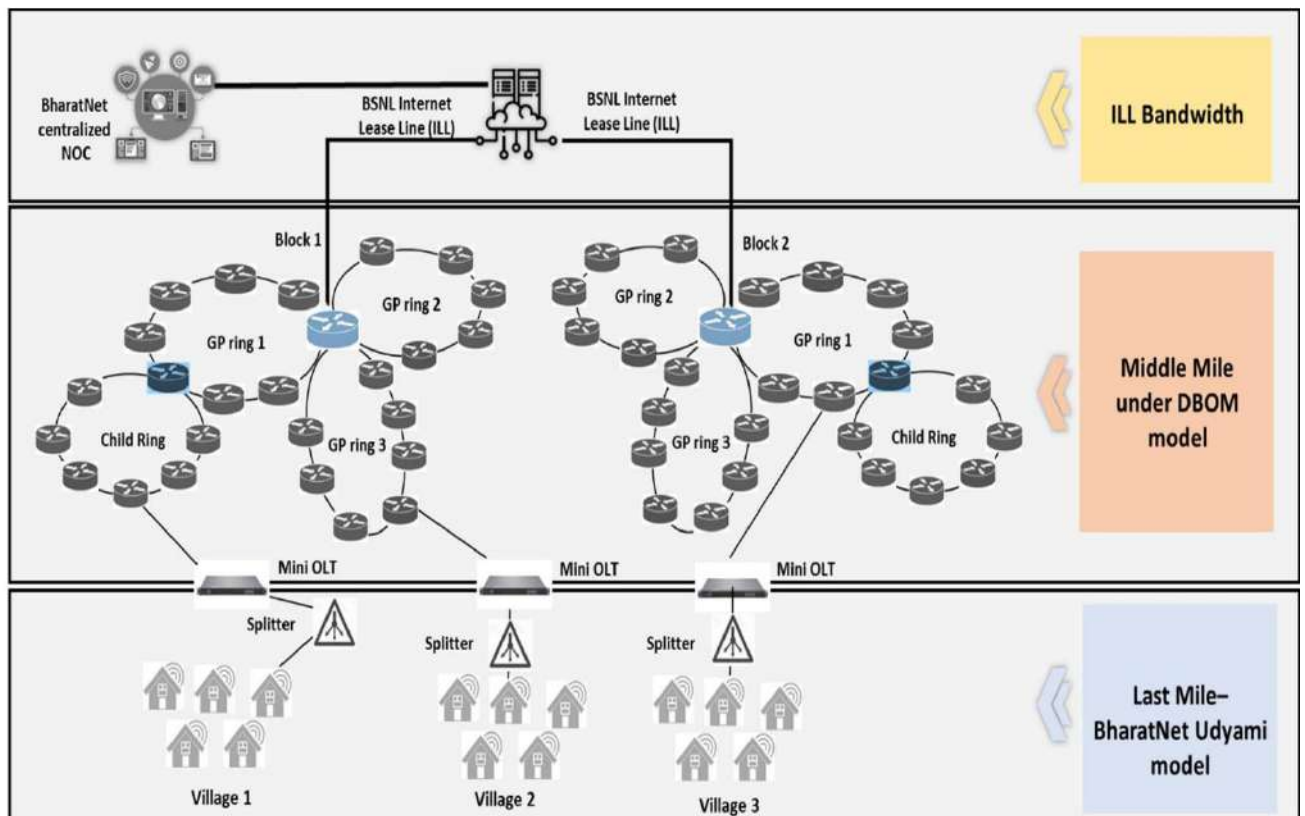 BharatNet
centralized
NOC
BSNL Internet
Lease Line (ILL)
BSNL Internet
Lease Line (ILL)
ILL Bandwidth
Block 1
Block 2
GP ring 2
GP ring 1
GP ring 3
Child Ring
GP ring 2
GP ring 1
GP ring 3
Child Ring
Middle Mile
under DBOM
model
Mini OLT
Mini OLT
Mini OLT
Splitter
Splitter
Splitter
Village 1
Village 2
Village 3
Last Mile–
BharatNet Udyami
model